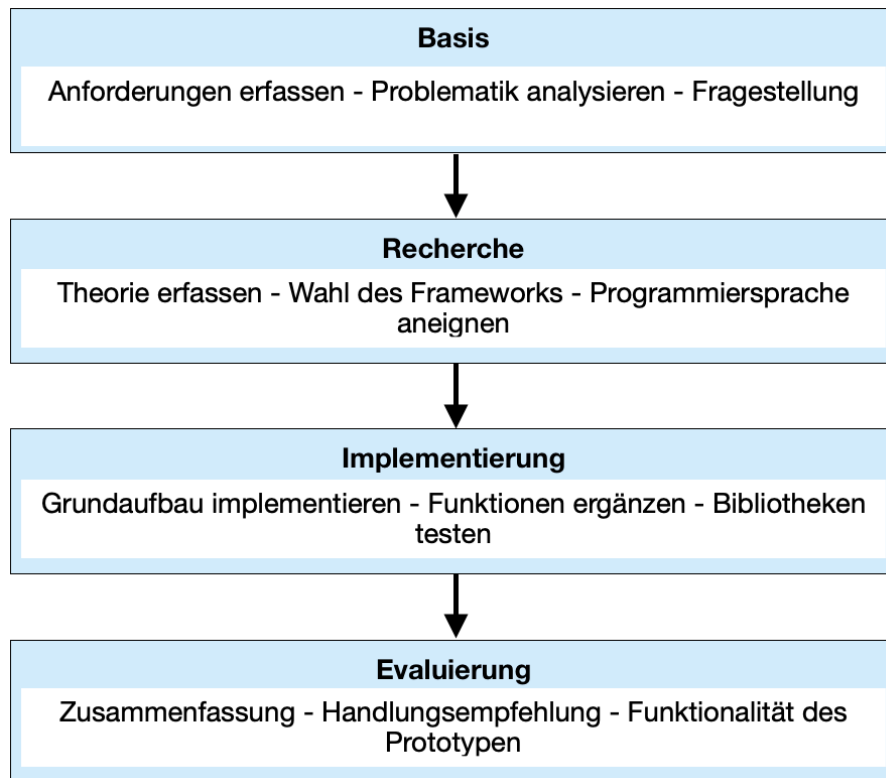 Basis
Anforderungen erfassen - Problematik analysieren - Fragestellung
Recherche
Theorie erfassen - Wahl des Frameworks - Programmiersprache
aneignen
Implementierung
Grundaufbau implementieren - Funktionen ergänzen - Bibliotheken
testen
Evaluierung
Zusammenfassung - Handlungsempfehlung - Funktionalität des
Prototypen